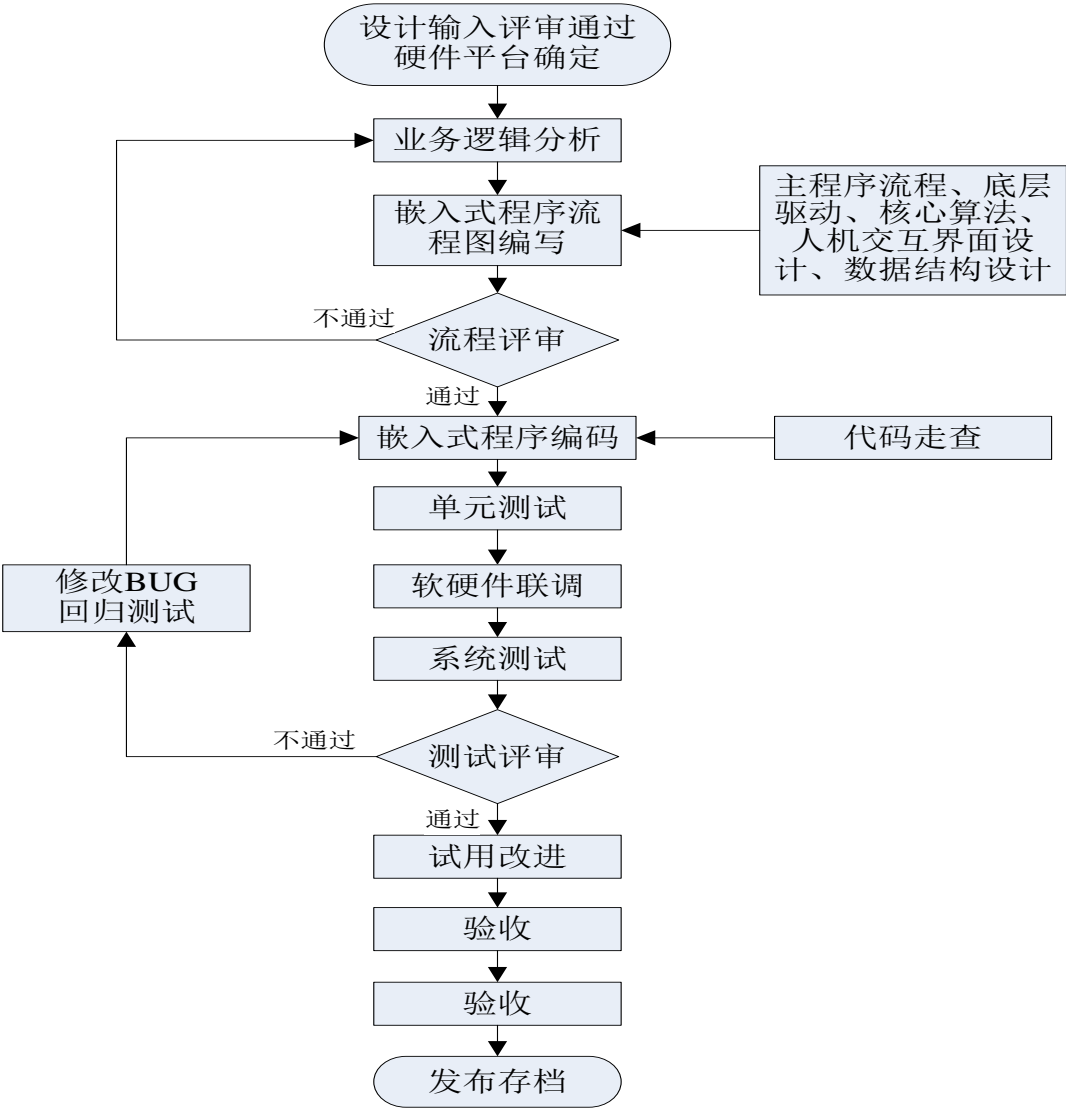 设计输入评审通过
硬件平台确定
业务逻辑分析
嵌入式程序流
程图编写
主程序流程、底层
驱动、核心算法、
人机交互界面设
计、数据结构设计
不通过
流程评审
通过
嵌入式程序编码
代码走查
单元测试
修改BUG
回归测试
软硬件联调
系统测试
不通过
测试评审
通过
试用改进
验收
验收
发布存档